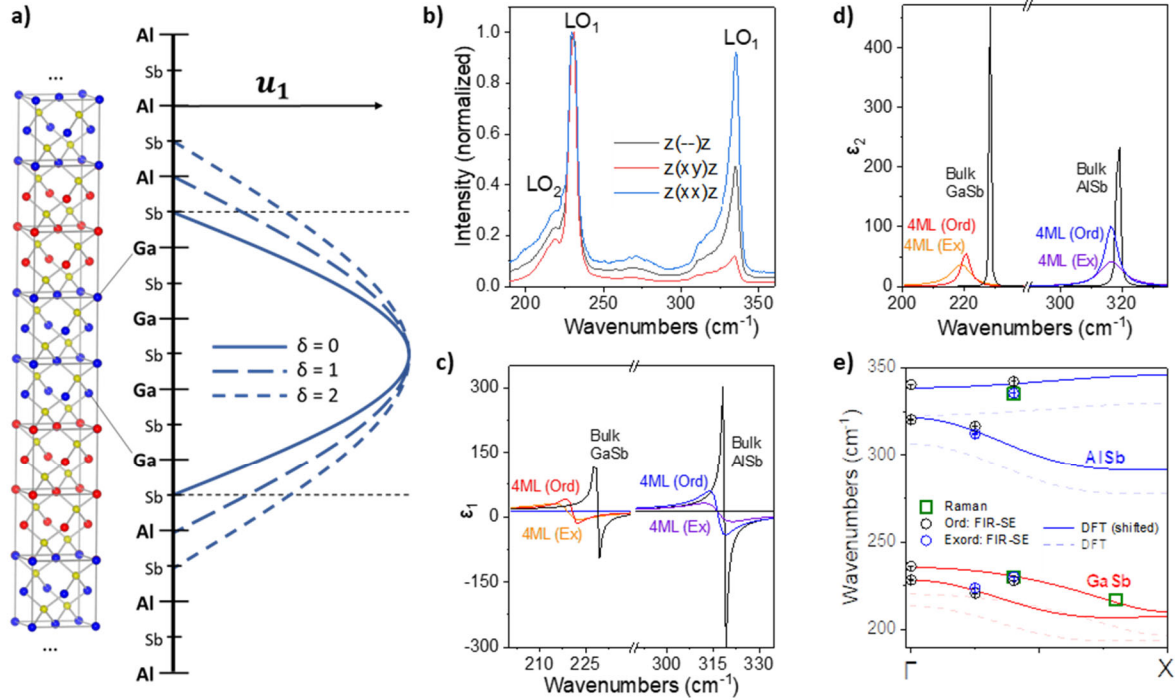 a)
...
...
Al
Sb
Al
Sb
Al
Sb
Ga
Sb
Ga
Sb
Ga
Sb
Ga
Sb
Al
Sb
Al
Sb
Al
u₁
δ = 0
δ = 1
δ = 2
b)
Intensity (normalized)
1.0
0.8
0.6
0.4
0.2
0.0
LO₁
LO₁
LO₂
z(--)z
z(xy)z
z(xx)z
200
250
300
350
Wavenumbers (cm⁻¹)
c)
ε₁
300
150
0
-150
-300
Bulk
GaSb
Bulk
AlSb
4ML (Ord)
4ML (Ex)
4ML (Ord)
4ML (Ex)
210
225
300
315
330
Wavenumbers (cm⁻¹)
d)
ε₂
400
300
200
100
0
Bulk
GaSb
Bulk
AlSb
4ML (Ord)
4ML (Ex)
4ML (Ord)
4ML (Ex)
200
220
300
320
Wavenumbers (cm⁻¹)
e)
Wavenumbers (cm⁻¹)
350
300
250
200
AlSb
Raman
Ord: FIR-SE
Exord: FIR-SE
DFT (shifted)
DFT
GaSb
Γ
X